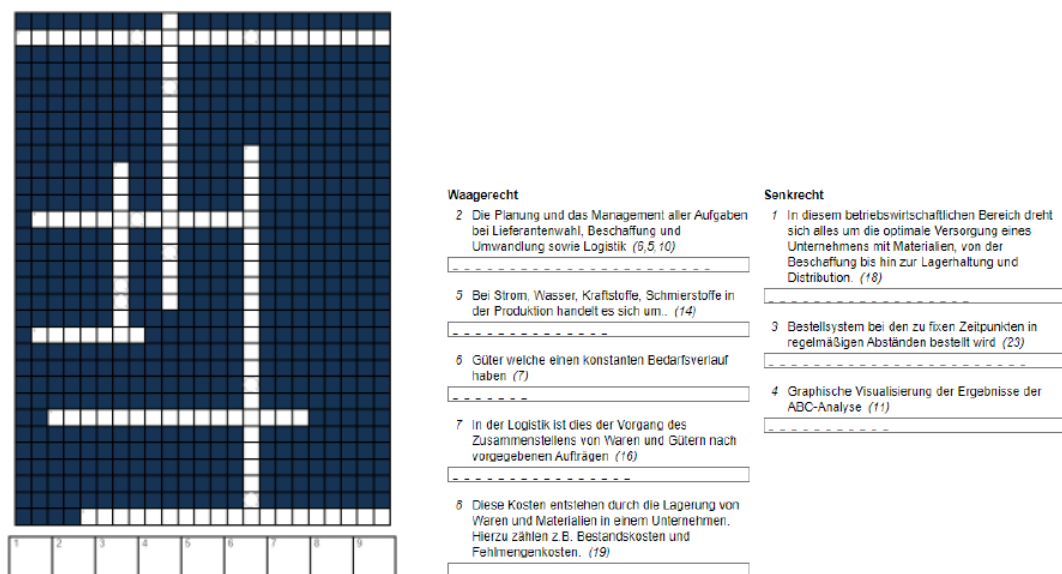 Waagerecht
2 Die Planung und das Management aller Aufgaben
bei Lieferantenwahl, Beschaffung und
Umwandlung sowie Logistik (6,5,10)
5 Bei Strom, Wasser, Kraftstoffe, Schmierstoffe in
der Produktion handelt es sich um.. (14)
6 Güter welche einen konstanten Bedarfsverlauf
haben (7)
7 In der Logistik ist dies der Vorgang des
Zusammenstellens von Waren und Gütern nach
vorgegebenen Aufträgen (16)
8 Diese Kosten entstehen durch die Lagerung von
Waren und Materialien in einem Unternehmen.
Hierzu zählen z.B. Bestandskosten und
Fehlmengenkosten. (19)
Senkrecht
1 In diesem betriebswirtschaftlichen Bereich dreht
sich alles um die optimale Versorgung eines
Unternehmens mit Materialien, von der
Beschaffung bis hin zur Lagerhaltung und
Distribution. (18)
3 Bestellsystem bei den zu fixen Zeitpunkten in
regelmäßigen Abständen bestellt wird (23)
4 Graphische Visualisierung der Ergebnisse der
ABC-Analyse (11)
1 2 3 4 5 6 7 8 9